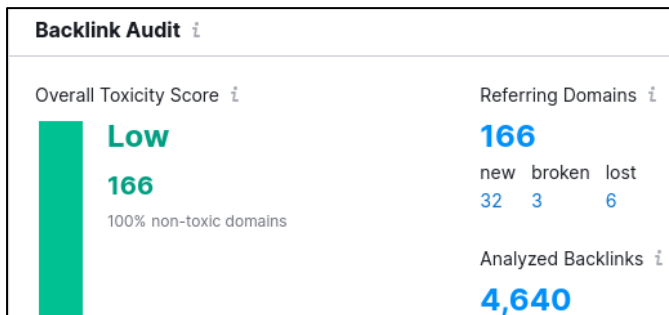 Backlink Audit i
Overall Toxicity Score i
Low
166
100% non-toxic domains
Referring Domains i
166
new broken lost
32 3 6
Analyzed Backlinks i
4,640